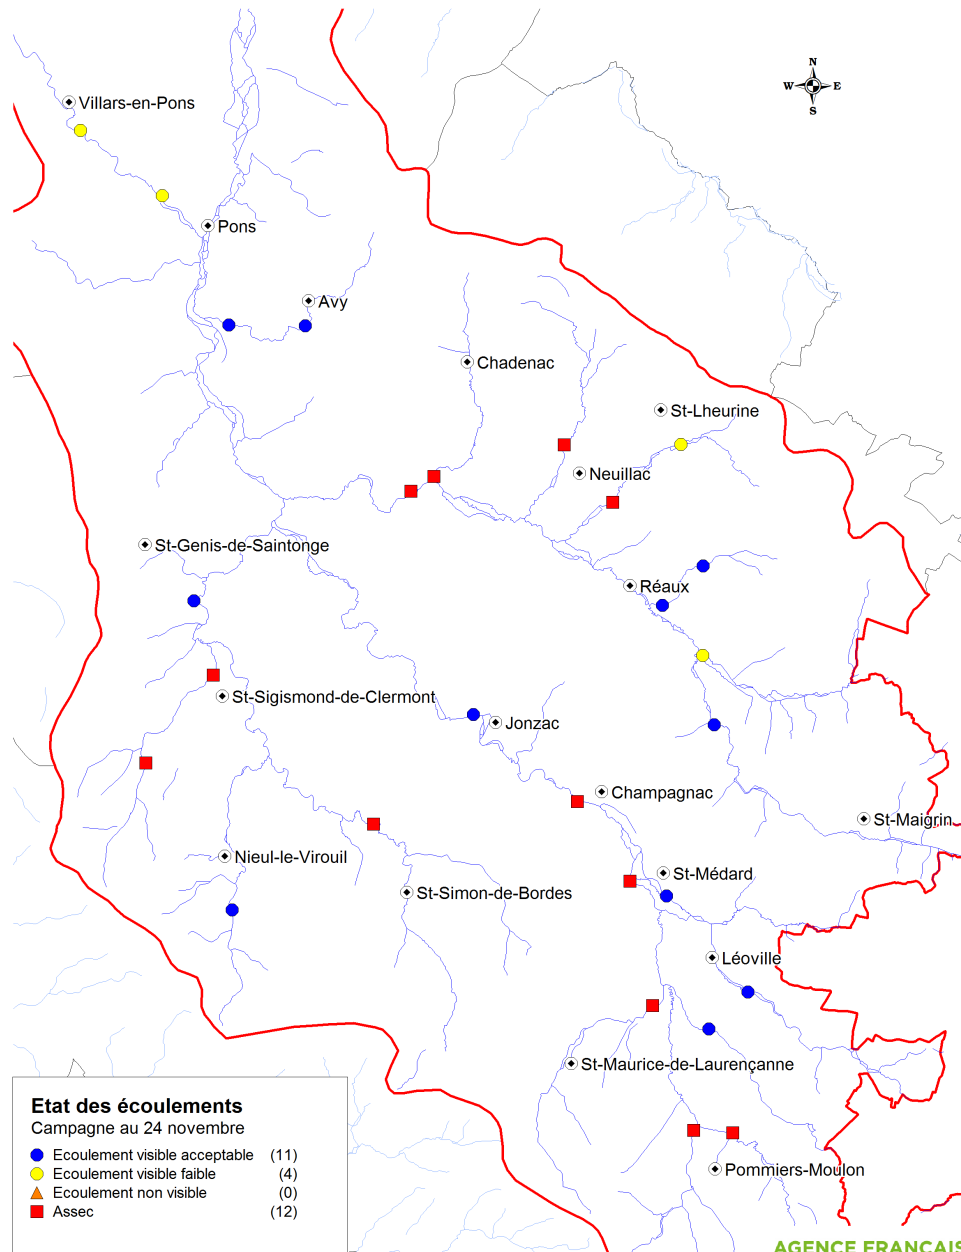 N
W E
S
Villars-en-Pons
Pons
Avy
Chadenac
St-Lheurine
Neuillac
St-Genis-de-Saintonge
Réaux
St-Sigismond-de-Clermont
Jonzac
Champagnac
St-Maigrin
Nieul-le-Virouil
St-Médard
St-Simon-de-Bordes
Léoville
St-Maurice-de-Laurençanne
Pommiers-Moulon
Etat des écoulements
Campagne au 24 novembre
Ecoulement visible acceptable (11)
Ecoulement visible faible (4)
Ecoulement non visible (0)
Assec (12)
AGENCE FRANÇAIS